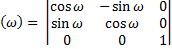 (ω) = |cos ω −sin ω 0|
|sin ω cos ω 0|
|0 0 1|